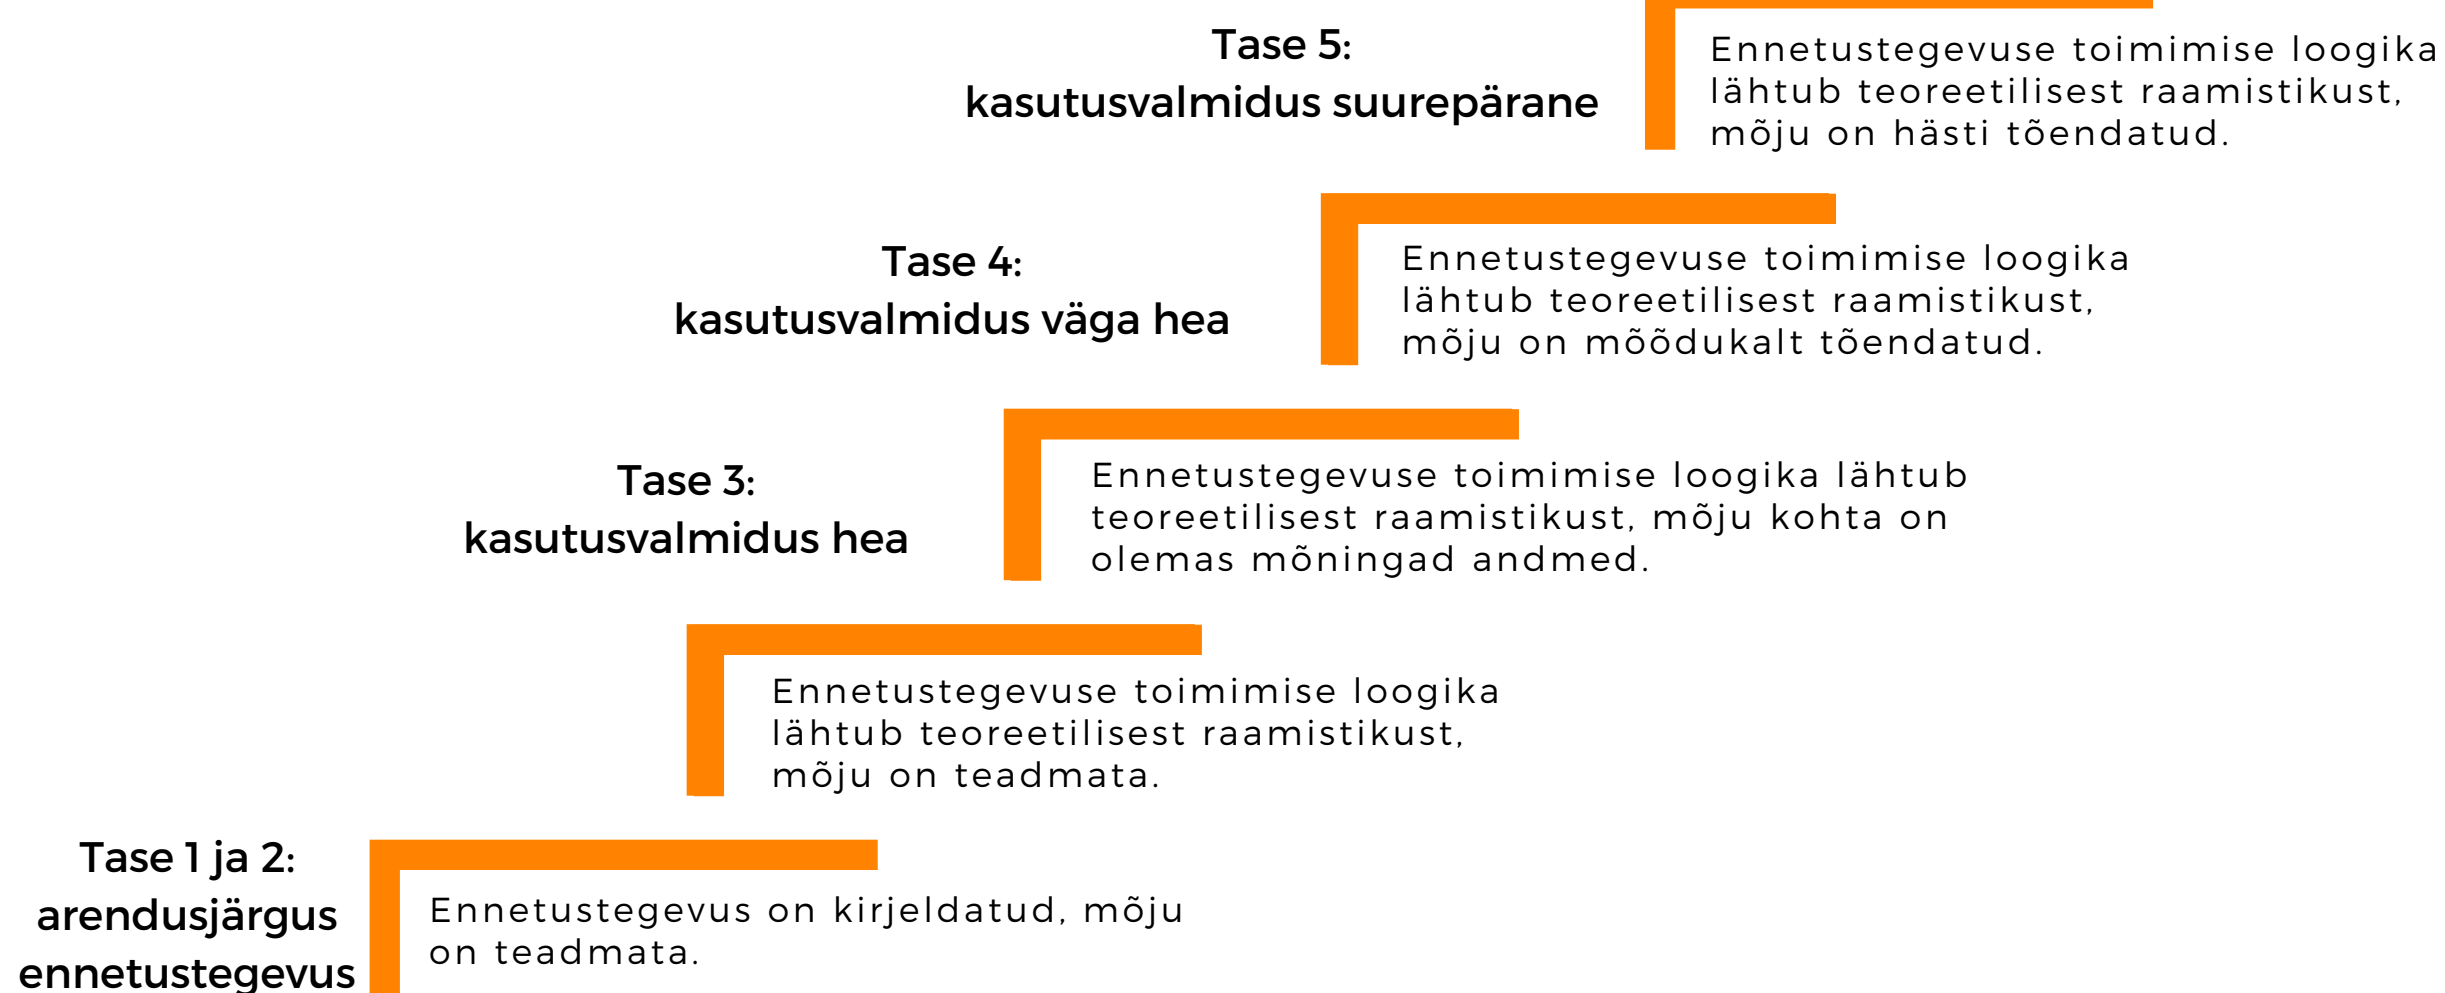 Tase 5:
kasutusvalmidus suurepärane
Ennetustegevuse toimimise loogika
lähtub teoreetilisest raamistikust,
mõju on hästi tõendatud.
Tase 4:
kasutusvalmidus väga hea
Ennetustegevuse toimimise loogika
lähtub teoreetilisest raamistikust,
mõju on mõõdukalt tõendatud.
Tase 3:
kasutusvalmidus hea
Ennetustegevuse toimimise loogika lähtub
teoreetilisest raamistikust, mõju kohta on
olemas mõningad andmed.
Ennetustegevuse toimimise loogika
lähtub teoreetilisest raamistikust,
mõju on teadmata.
Tase 1 ja 2:
arendusjärgus
ennetustegevus
Ennetustegevus on kirjeldatud, mõju
on teadmata.